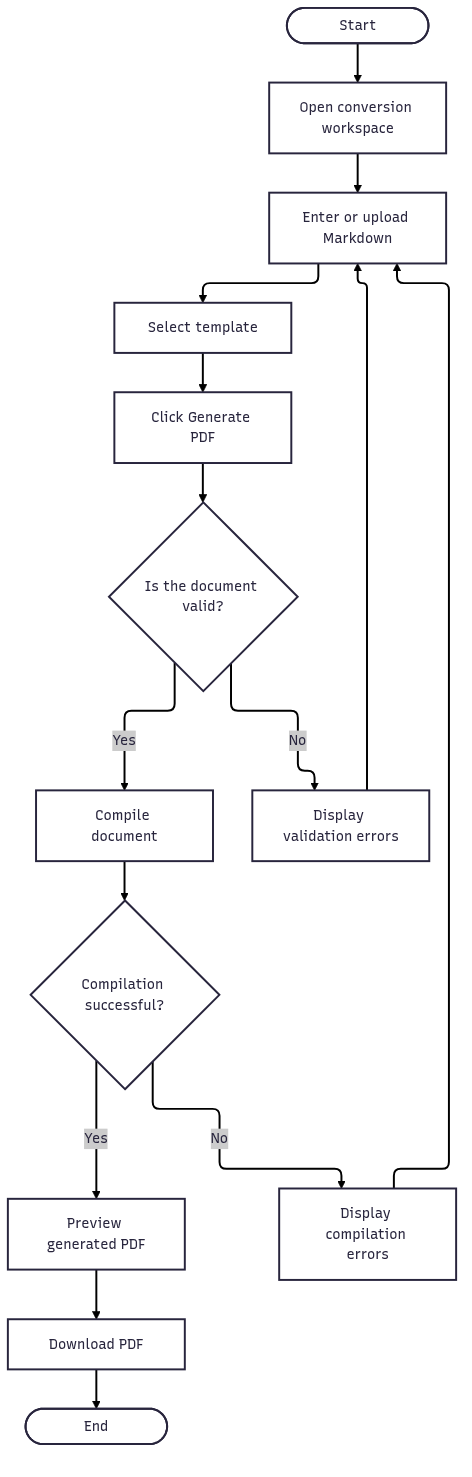 Start
Open conversion
workspace
Enter or upload
Markdown
Select template
Click Generate
PDF
Is the document
valid?
Yes
No
Compile
document
Display
validation errors
Compilation
successful?
Yes
No
Preview
generated PDF
Display
compilation
errors
Download PDF
End